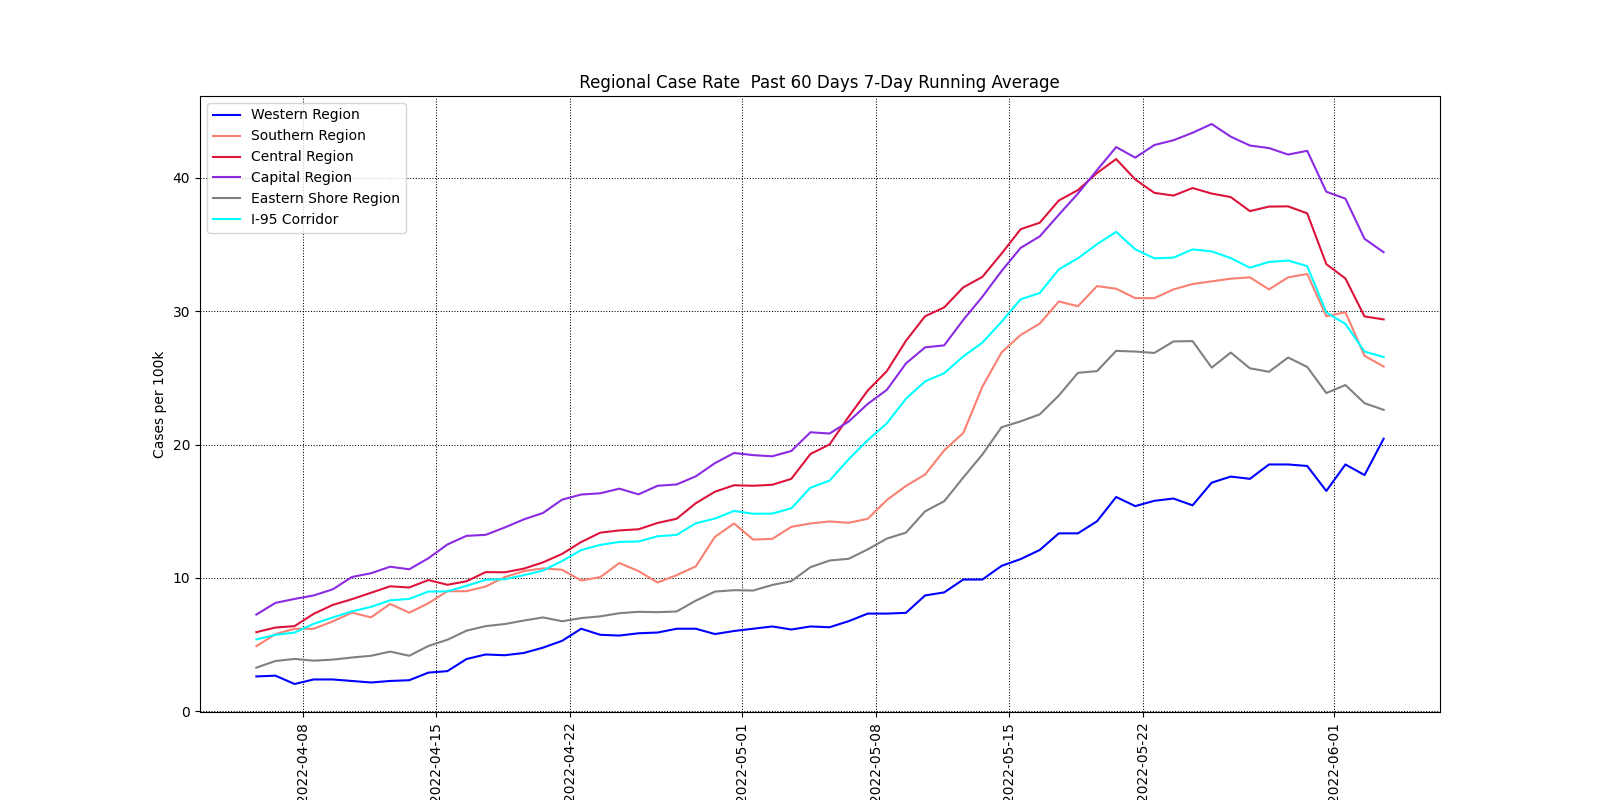 Regional Case Rate  Past 60 Days 7-Day Running Average
Western Region
Southern Region
Central Region
Capital Region
Eastern Shore Region
I-95 Corridor
Cases per 100k
40
30
20
10
0
2022-04-08
2022-04-15
2022-04-22
2022-05-01
2022-05-08
2022-05-15
2022-05-22
2022-06-01